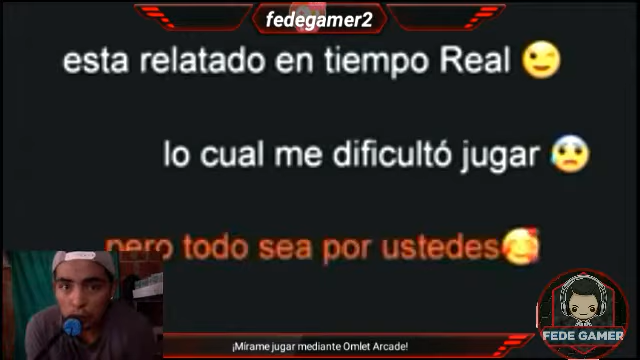 fedegamer2
esta relatado en tiempo Real 😉
lo cual me dificultó jugar 😰
pero todo sea por ustedes🥰
FEDE GAMER
¡Mírame jugar mediante Omlet Arcade!